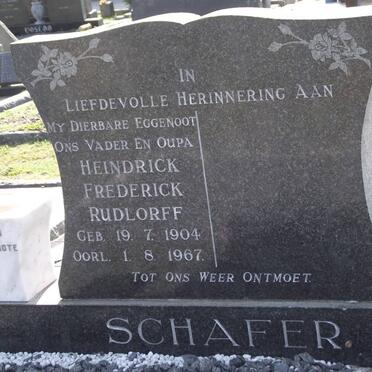 IN
LIEFDEVOLLE HERINNERING AAN
MY DIERBARE EGGENOOT
ONS VADER EN OUPA
HEINDRICK
FREDERICK
RUDLORFF
GEB. 19. 7. 1904
OORL. 1. 8. 1967.
TOT ONS WEER ONTMOET.
SCHAFER